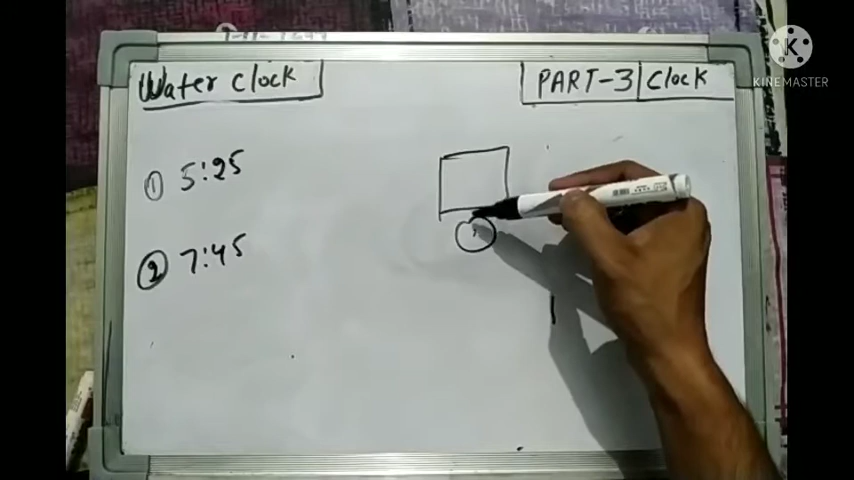 Water clock
PART-3 Clock
① 5:25
② 7:45
K
KINEMASTER